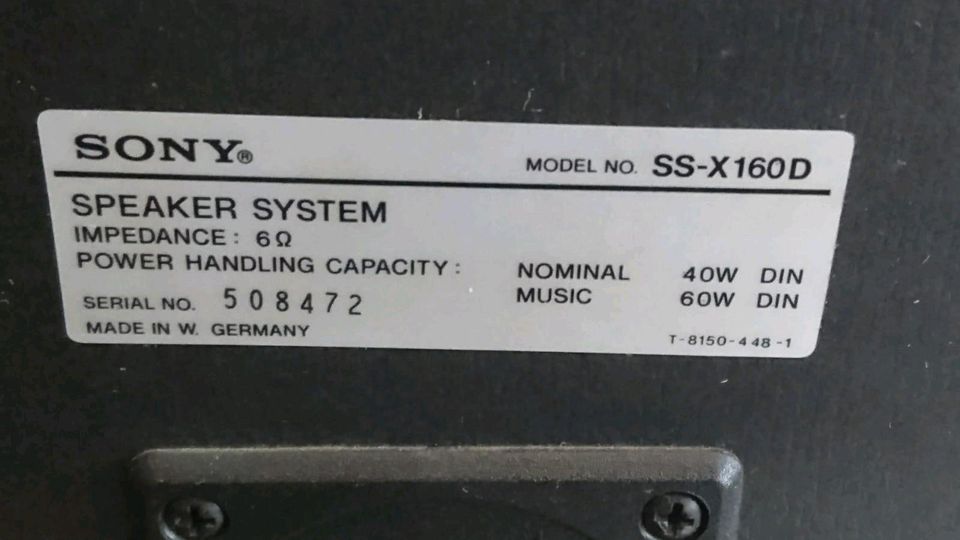 SONY®
MODEL NO. SS-X160D
SPEAKER SYSTEM
IMPEDANCE: 6Ω
POWER HANDLING CAPACITY: NOMINAL 40W DIN
MUSIC 60W DIN
SERIAL NO. 508472
MADE IN W. GERMANY
T-8150-448-1